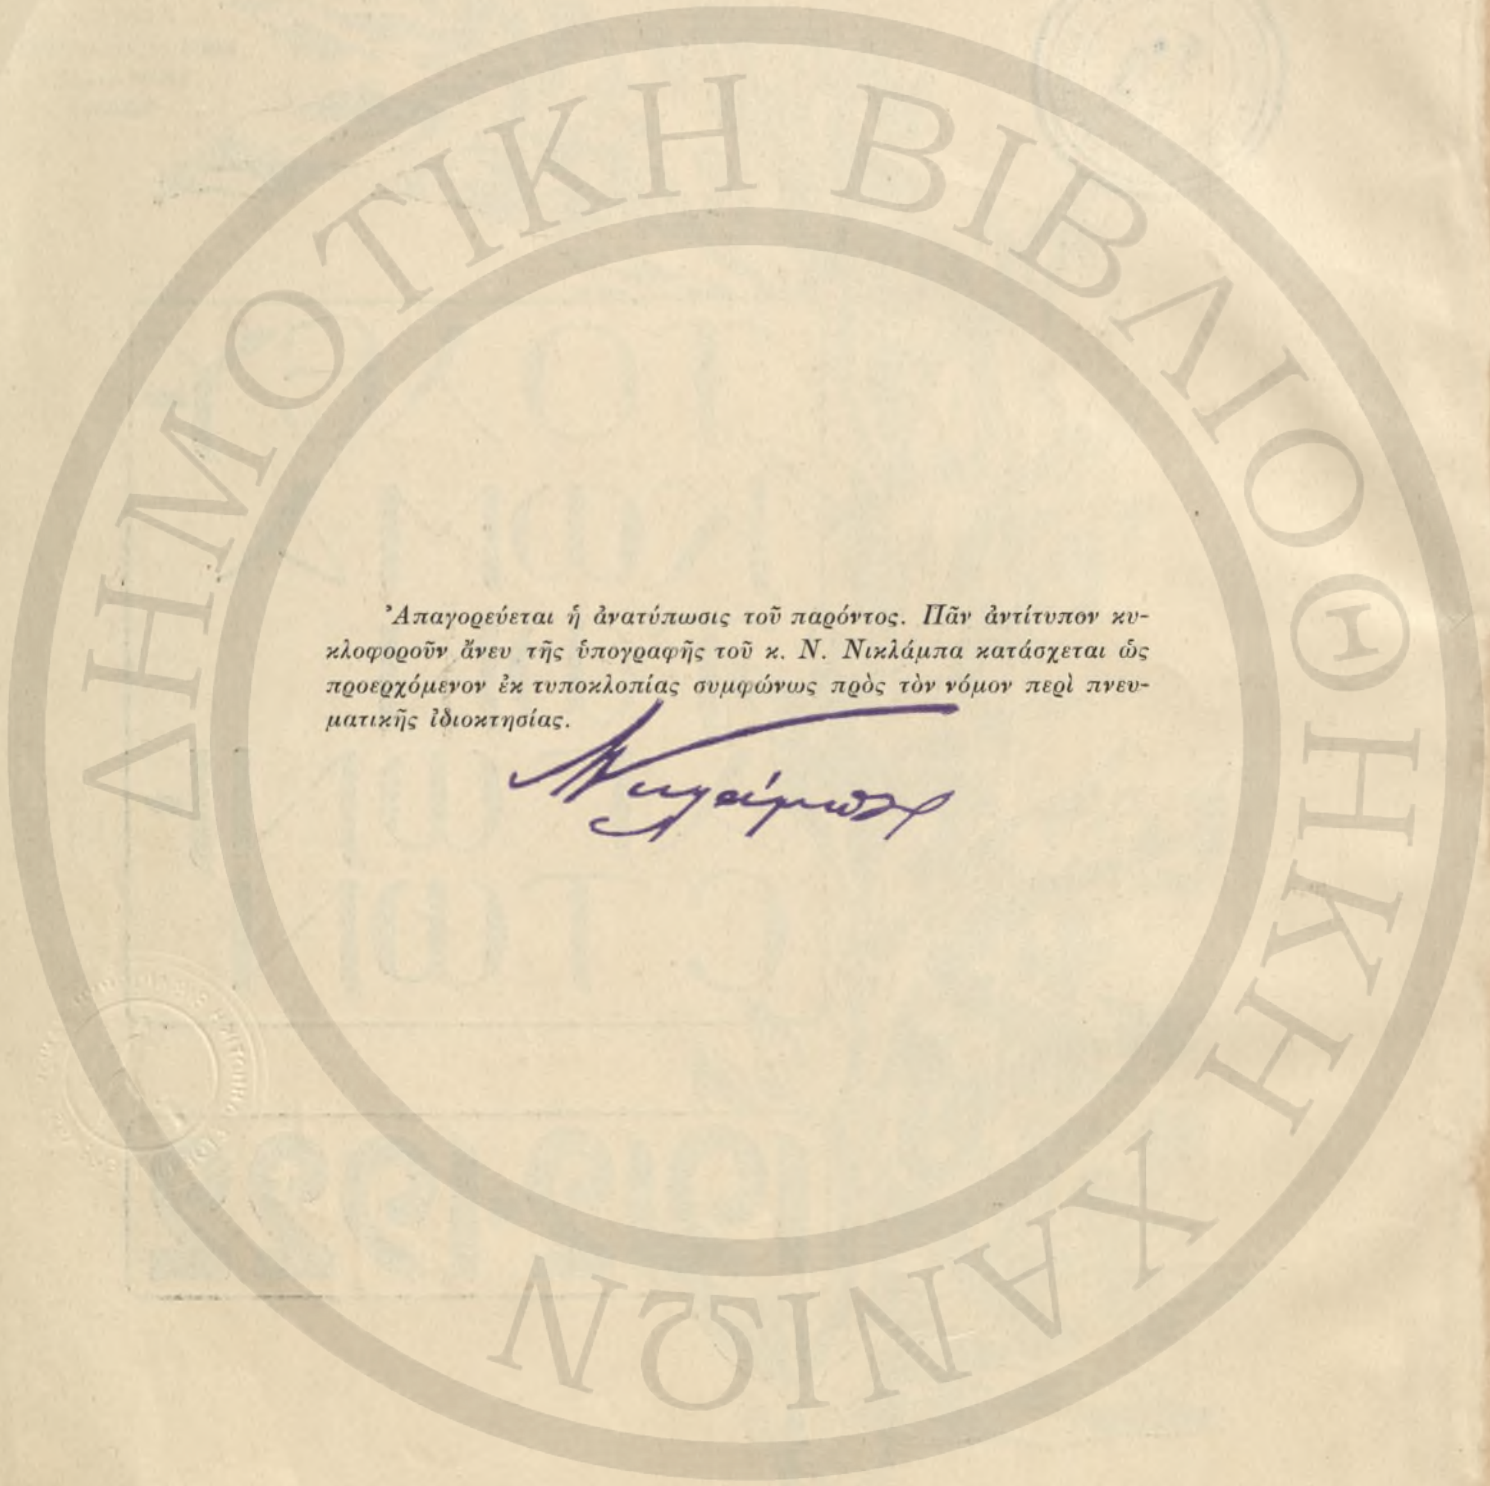 ΔΗΜΟΤΙΚΗ ΒΙΒΛΙΟΘΗΚΗ ΧΑΝΙΩΝ
Ἀπαγορεύεται ἡ ἀνατύπωσις τοῦ παρόντος. Πᾶν ἀντίτυπον κυ-
κλοφοροῦν ἄνευ τῆς ὑπογραφῆς τοῦ κ. Ν. Νικλάμπα κατάσχεται ὡς
προερχόμενον ἐκ τυποκλοπίας συμφώνως πρὸς τὸν νόμον περὶ πνευ-
ματικῆς ἰδιοκτησίας.